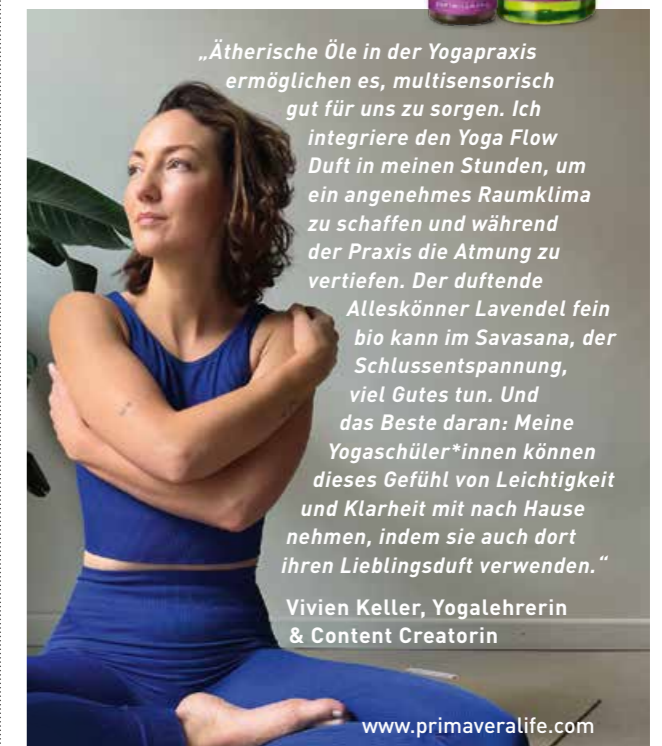 „Ätherische Öle in der Yogapraxis
ermöglichen es, multisensorisch
gut für uns zu sorgen. Ich
integriere den Yoga Flow
Duft in meinen Stunden, um
ein angenehmes Raumklima
zu schaffen und während
der Praxis die Atmung zu
vertiefen. Der duftende
Alleskönner Lavendel fein
bio kann im Savasana, der
Schlussentspannung,
viel Gutes tun. Und
das Beste daran: Meine
Yogaschüler*innen können
dieses Gefühl von Leichtigkeit
und Klarheit mit nach Hause
nehmen, indem sie auch dort
ihren Lieblingsduft verwenden.“
Vivien Keller, Yogalehrerin
& Content Creatorin
www.primaveralife.com